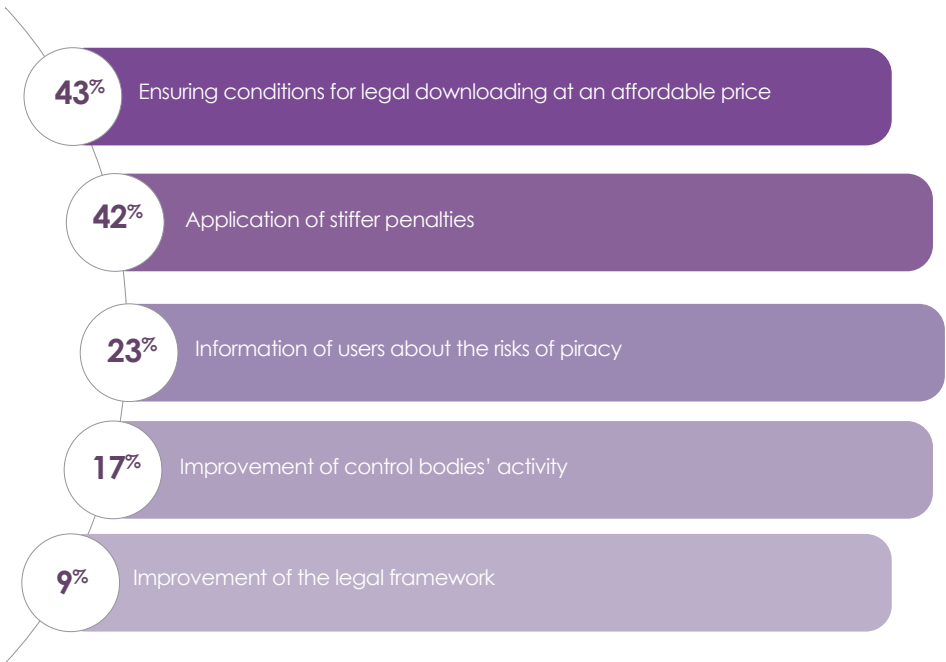 43% Ensuring conditions for legal downloading at an affordable price
42% Application of stiffer penalties
23% Information of users about the risks of piracy
17% Improvement of control bodies’ activity
9% Improvement of the legal framework